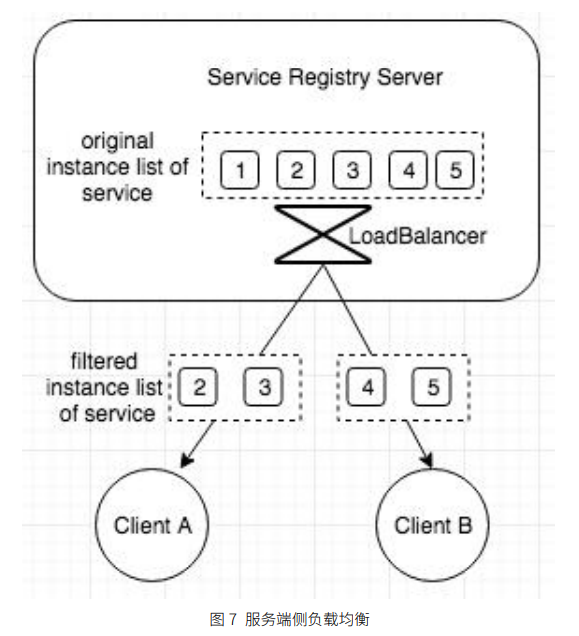 Service Registry Server
original
instance list of
service
1 2 3 4 5
LoadBalancer
filtered
instance list
of service
2 3
4 5
Client A
Client B
图 7 服务端侧负载均衡